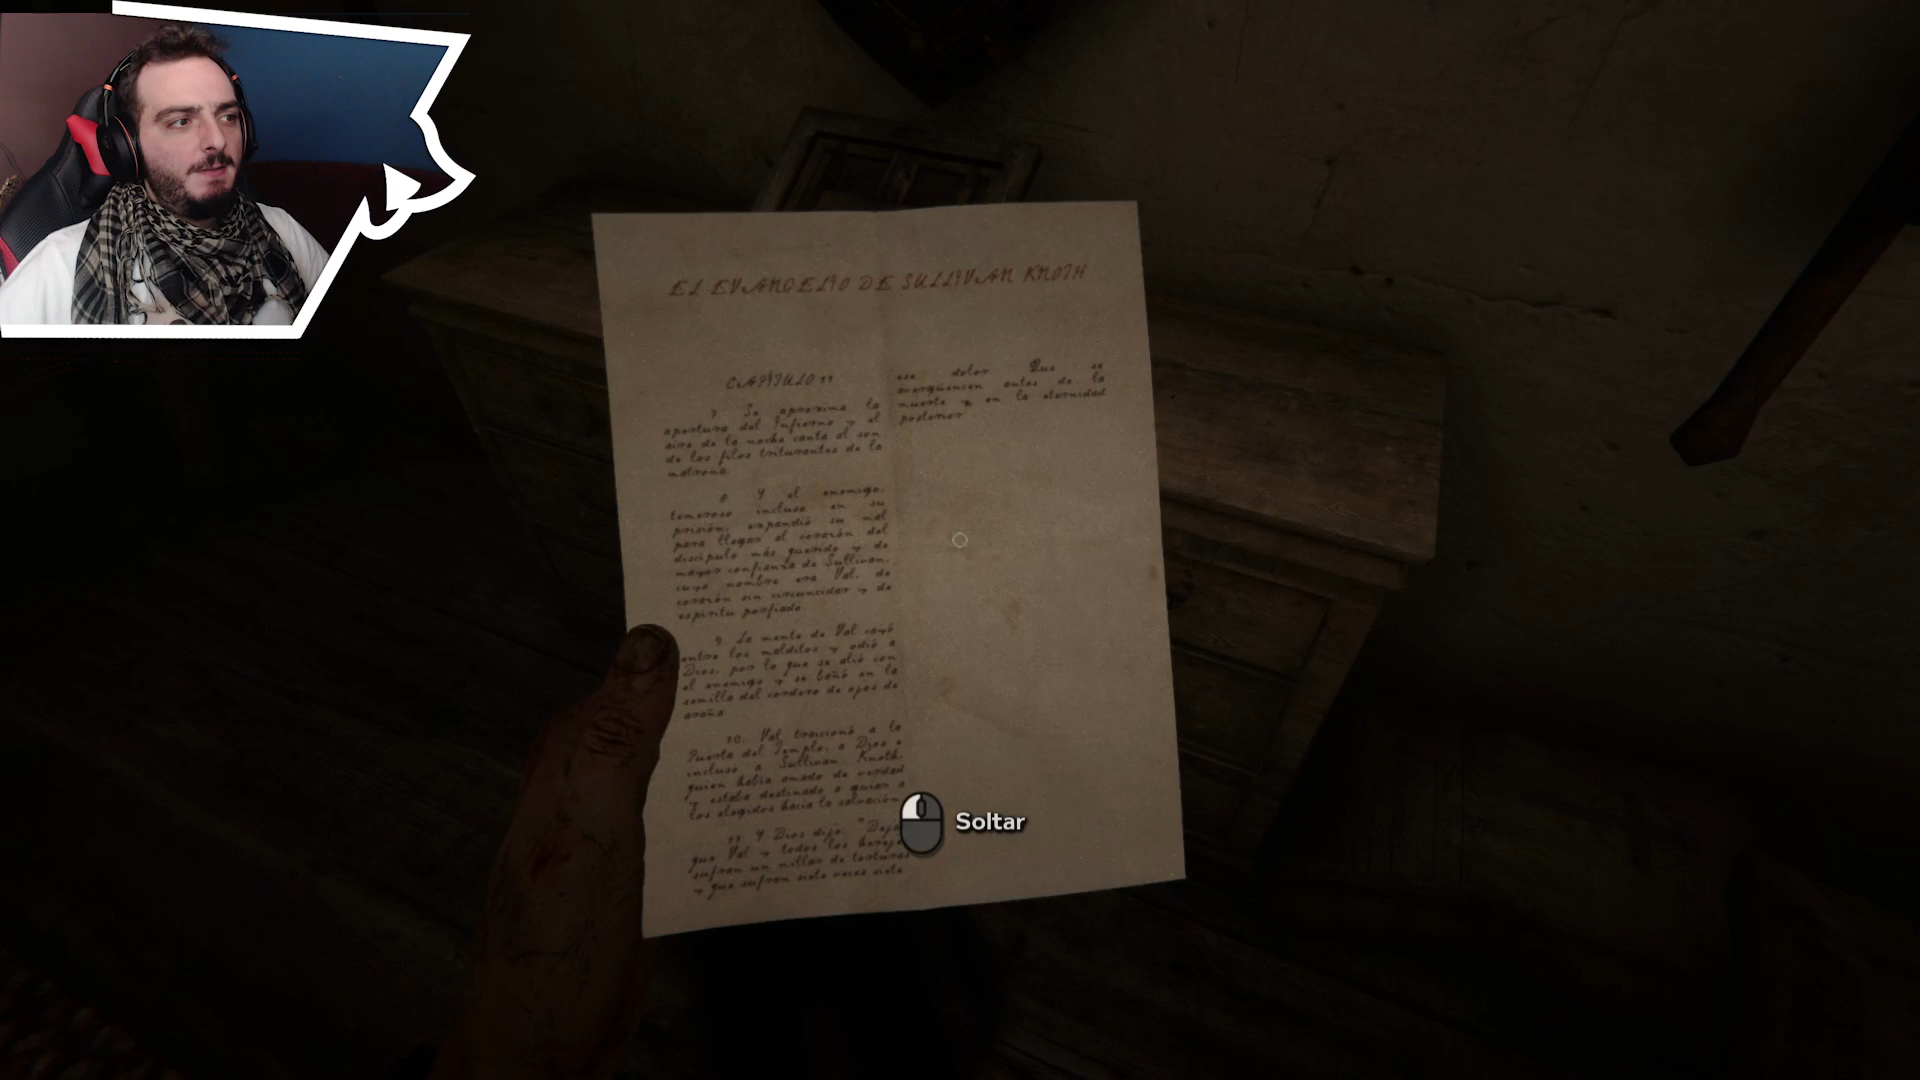 EL EVANGELIO DE SULLIVAN KNOTH
CAPÍTULO 11
7. Se aproxima la
apertura del Infierno y el
aire de la noche canta al son
de los filos triturantes de la
matrona.
8. Y el enemigo,
temeroso incluso en su
prisión, expandió su mal
para llegar al corazón del
discípulo más querido y de
mayor confianza de Sullivan,
cuyo nombre era Val, de
corazón sin circuncidar y de
espíritu porfiado.
9. La mente de Val cayó
entre los malditos y odió a
Dios, por lo que se alió con
el enemigo y se bañó en la
semilla del cordero de ojos de
araña.
10. Val traicionó a la
Puerta del Templo, a Dios e
incluso a Sullivan Knoth,
quien había amado de verdad
y estaba destinado a guiar a
los elegidos hacia la salvación.
11. Y Dios dijo: "Deja
que Val y todos los
sufran un millar de torturas
y que sufran siete veces siete
ese dolor. Que se
avergüencen antes de la
muerte y en la eternidad
posterior
Soltar